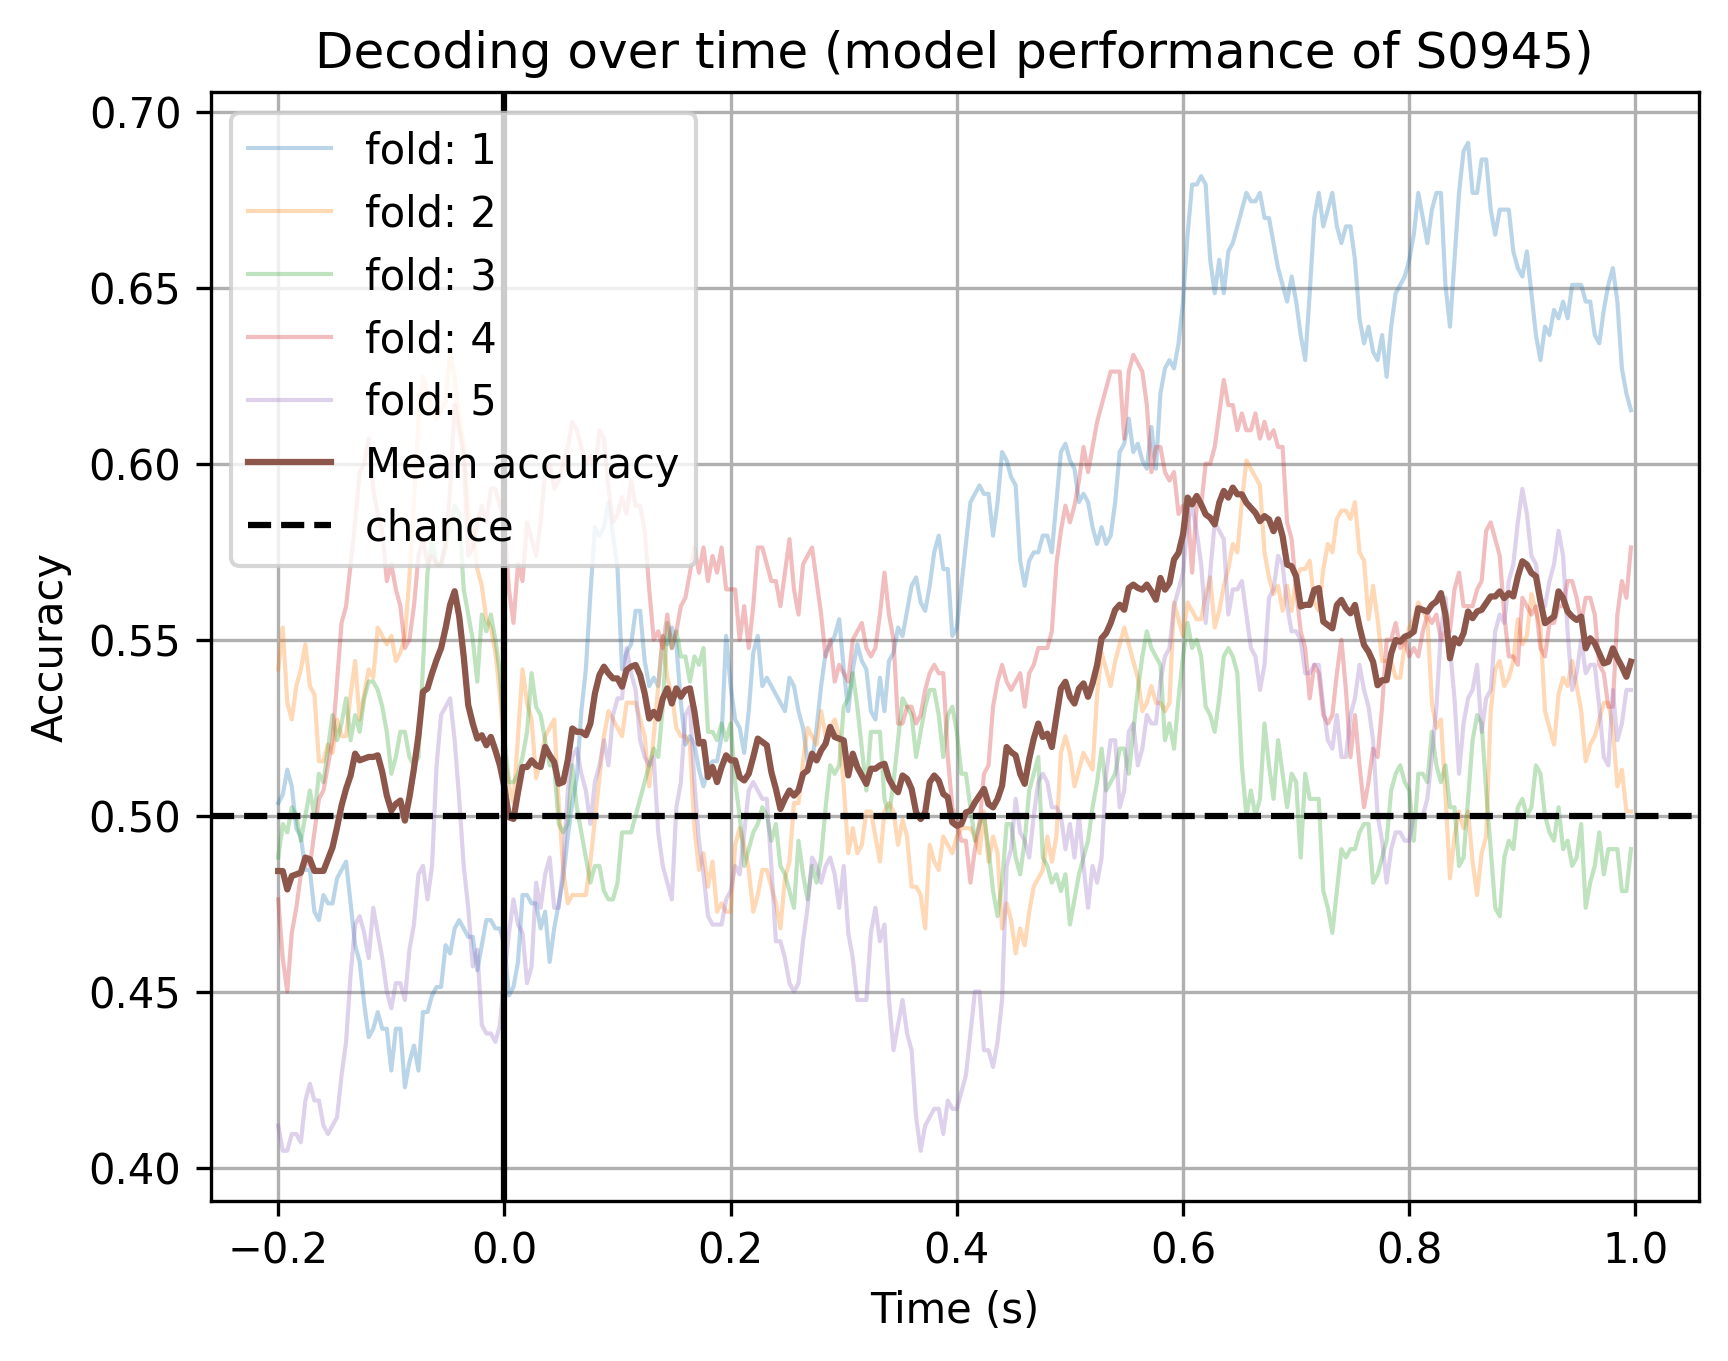 Decoding over time (model performance of S0945)
Accuracy
0.70
0.65
0.60
0.55
0.50
0.45
0.40
fold: 1
fold: 2
fold: 3
fold: 4
fold: 5
Mean accuracy
chance
−0.2 0.0 0.2 0.4 0.6 0.8 1.0
Time (s)